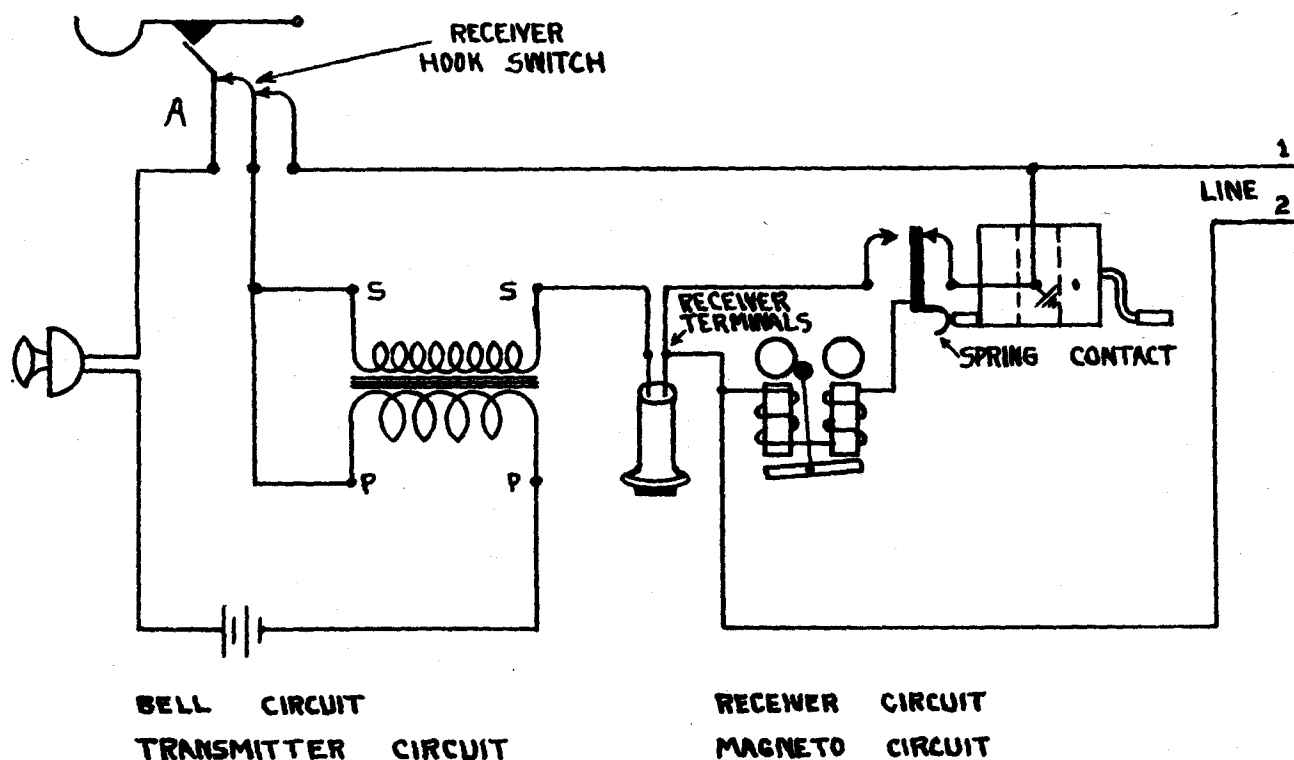 RECEIVER
HOOK SWITCH
A
1
LINE
2
S
S
RECEIVER
TERMINALS
SPRING CONTACT
P
P
BELL CIRCUIT
RECEIVER CIRCUIT
TRANSMITTER CIRCUIT
MAGNETO CIRCUIT